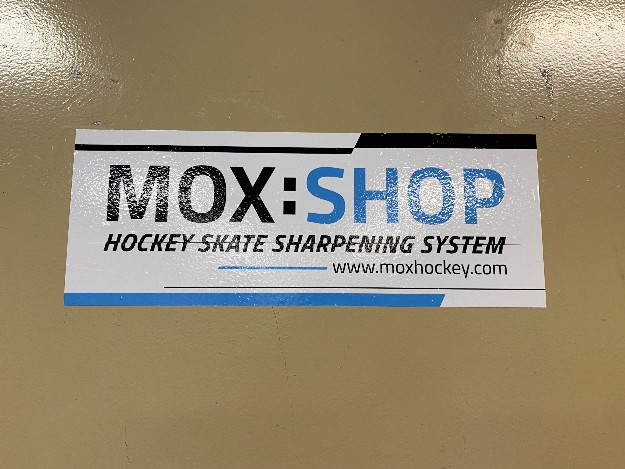 MOX:SHOP
HOCKEY SKATE SHARPENING SYSTEM
www.moxhockey.com